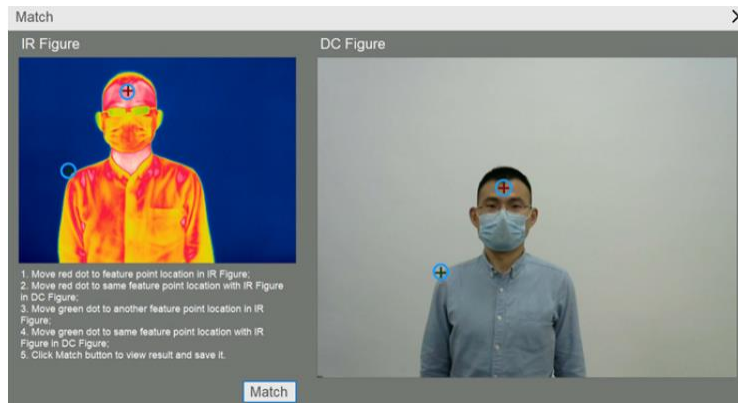 Match
IR Figure
DC Figure
1. Move red dot to feature point location in IR Figure;
2. Move red dot to same feature point location with IR Figure
in DC Figure;
3. Move green dot to another feature point location in IR
Figure;
4. Move green dot to same feature point location with IR
Figure in DC Figure;
5. Click Match button to view result and save it.
Match